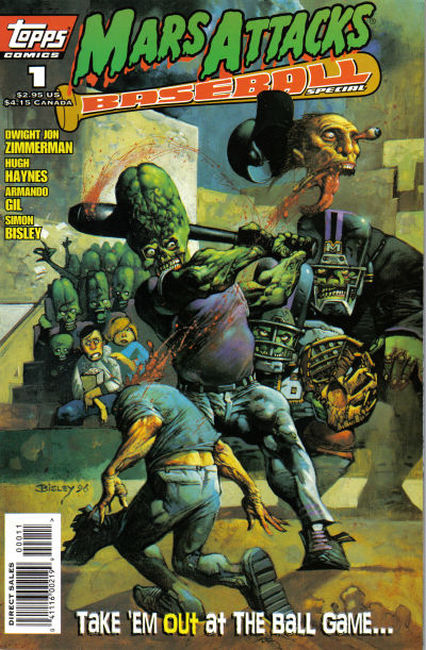 Topps
COMICS
1
$2.95 US
$4.15 CANADA
MARS ATTACKS
BASEBALL
SPECIAL
DWIGHT JON
ZIMMERMAN
HUGH
HAYNES
ARMANDO
GIL
SIMON
BISLEY
M
BISLEY 96
DIRECT SALES
00011
TAKE 'EM OUT at THE BALL GAME...